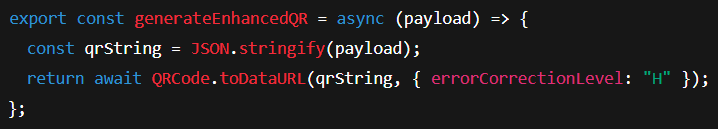 export const generateEnhancedQR = async (payload) => {
  const qrString = JSON.stringify(payload);
  return await QRCode.toDataURL(qrString, { errorCorrectionLevel: "H" });
};